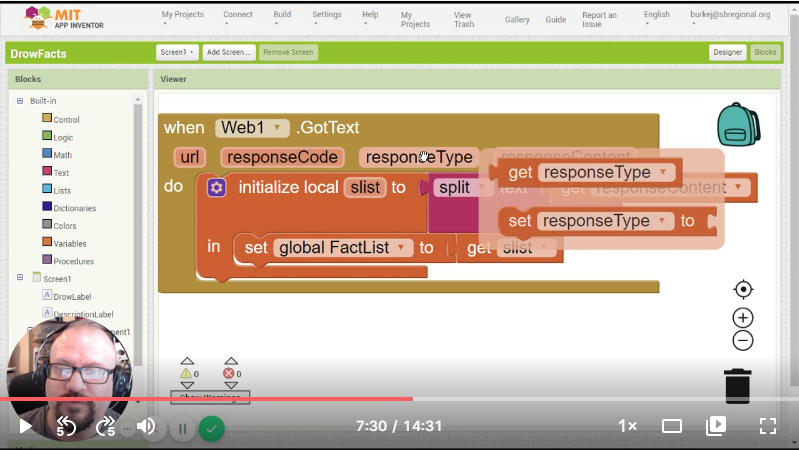 MIT
APP INVENTOR
My Projects
Connect
Build
Settings
Help
My Projects
View Trash
Gallery
Guide
Report an Issue
English
burkej@sbregional.org
DrowFacts
Screen1
Add Screen ...
Remove Screen
Designer
Blocks
Blocks
Viewer
Built-in
Control
Logic
Math
Text
Lists
Dictionaries
Colors
Variables
Procedures
Screen1
DrowLabel
DescriptionLabel
when Web1 .GotText
url responseCode responseType responseContent
do initialize local slist to split text get responseContent
get responseType
set responseType to
in set global FactList to get slist
0 0
Show Warnings
5 5
7:30 / 14:31
1×